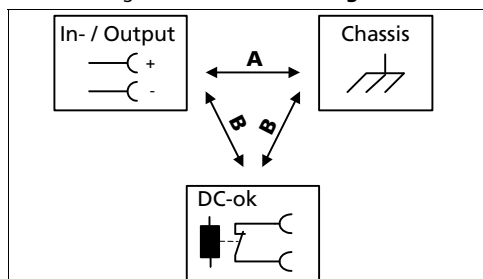 In- / Output
Chassis
+
-
A
B
B
DC-ok